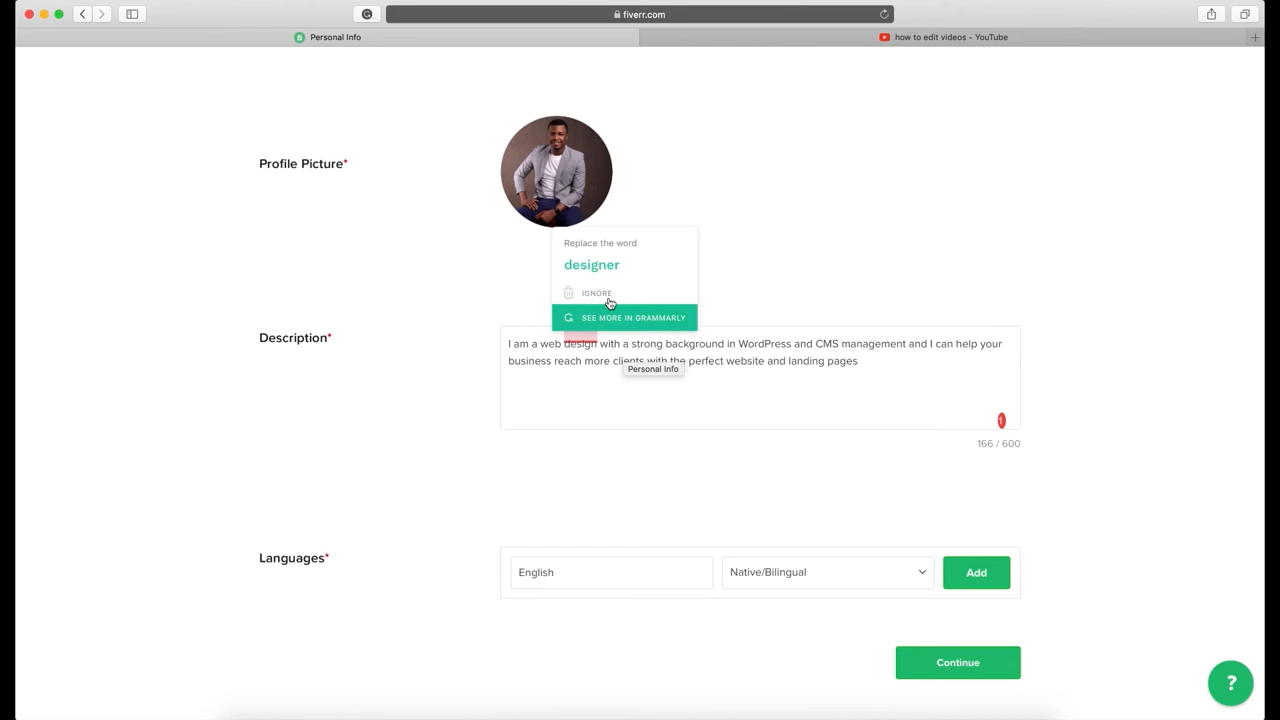 fiverr.com
fi Personal Info
how to edit videos - YouTube
Profile Picture*
Replace the word
designer
IGNORE
SEE MORE IN GRAMMARLY
Description*
I am a web design with a strong background in WordPress and CMS management and I can help your
business reach more clients with the perfect website and landing pages
Personal Info
1
166 / 600
Languages*
English
Native/Bilingual
Add
Continue
?